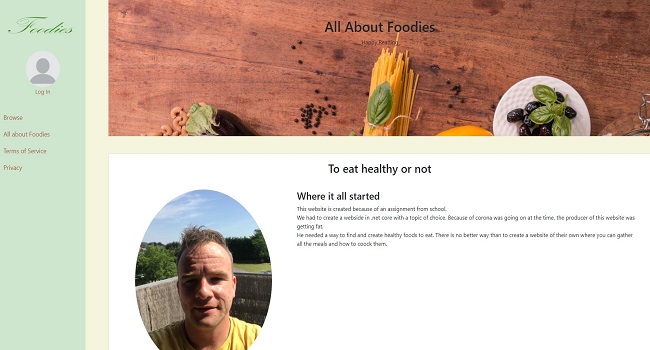 Foodies
Log In
Browse
All about Foodies
Terms of Service
Privacy
All About Foodies
Happy Reading
To eat healthy or not
Where it all started
This website is created because of an assignment from school.
We had to create a webside in .net core with a topic of choice. Because of corona was going on at the time, the producer of this website was
getting fat.
He needed a way to find and create healthy foods to eat. There is no better way than to create a website of their own where you can gather
all the meals and how to coock them.